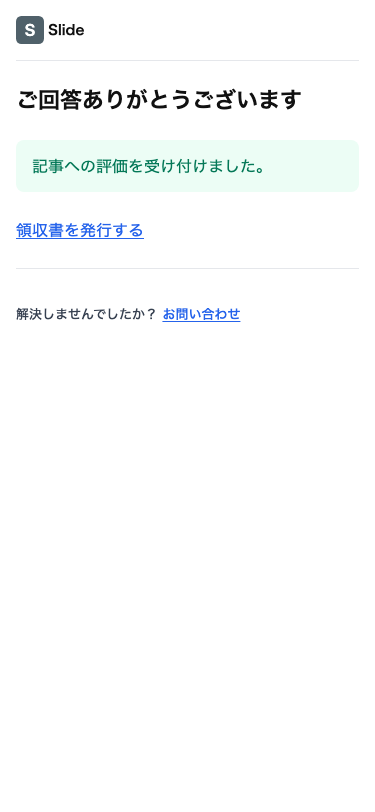 S Slide
ご回答ありがとうございます
記事への評価を受け付けました。
領収書を発行する
解決しませんでしたか？ お問い合わせ